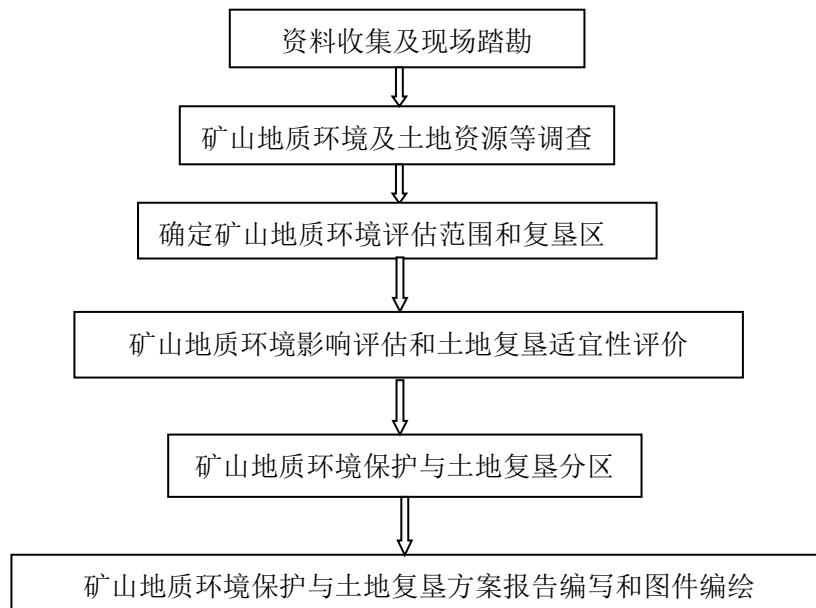 资料收集及现场踏勘
矿山地质环境及土地资源等调查
确定矿山地质环境评估范围和复垦区
矿山地质环境影响评估和土地复垦适宜性评价
矿山地质环境保护与土地复垦分区
矿山地质环境保护与土地复垦方案报告编写和图件编绘